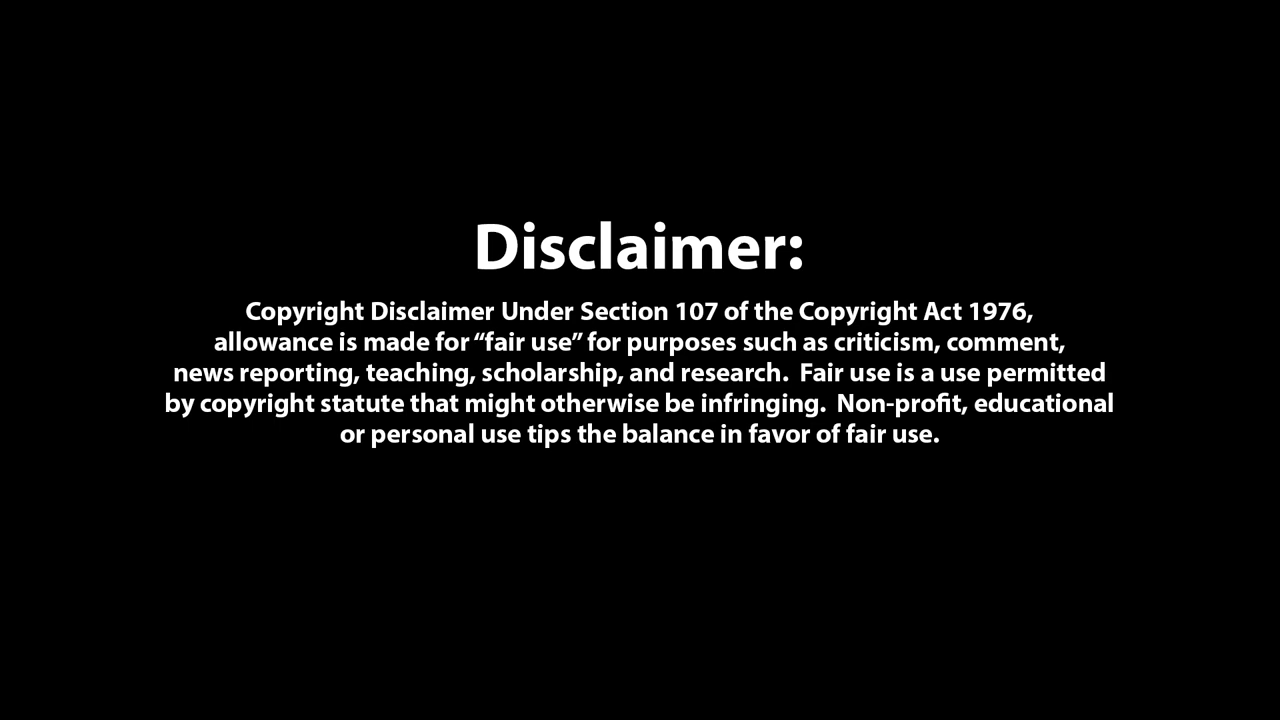 Disclaimer:
Copyright Disclaimer Under Section 107 of the Copyright Act 1976,
allowance is made for “fair use” for purposes such as criticism, comment,
news reporting, teaching, scholarship, and research.  Fair use is a use permitted
by copyright statute that might otherwise be infringing.  Non-profit, educational
or personal use tips the balance in favor of fair use.